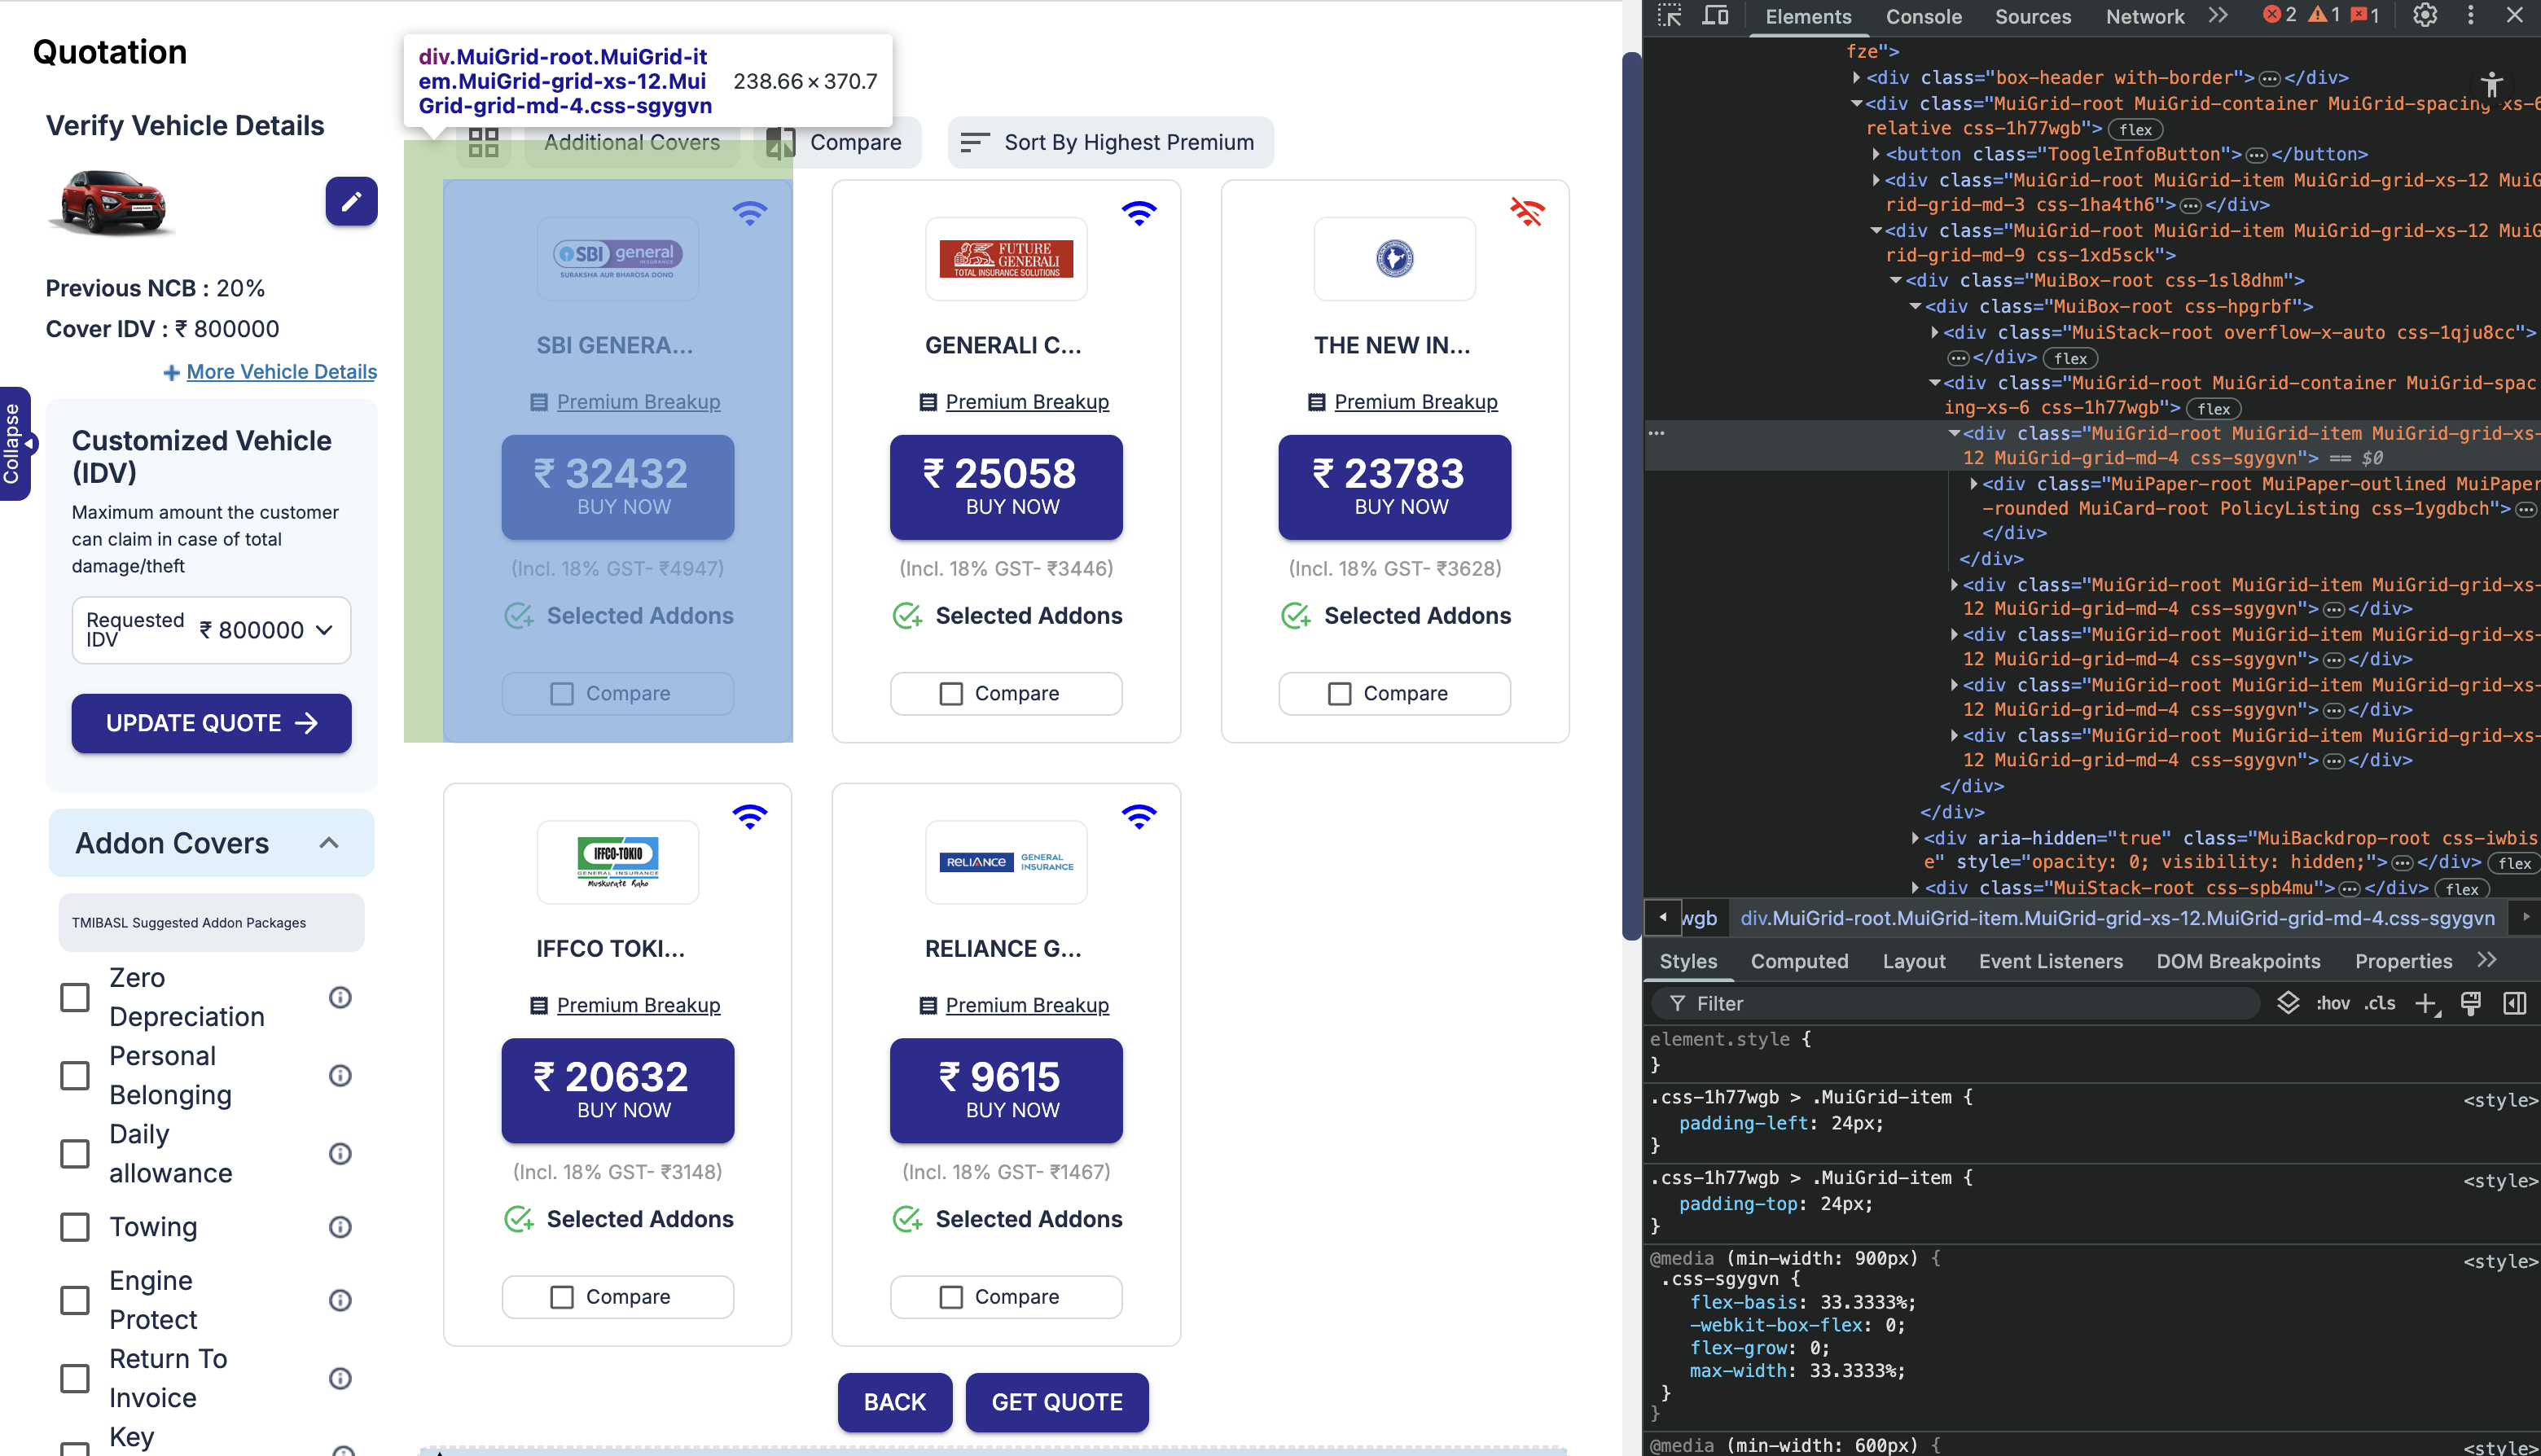 Quotation
div.MuiGrid-root.MuiGrid-it
em.MuiGrid-grid-xs-12.Mui
Grid-grid-md-4.css-sgygvn
238.66 × 370.7
Additional Covers
Compare
Sort By Highest Premium
Verify Vehicle Details
Previous NCB : 20%
Cover IDV : ₹ 800000
+ More Vehicle Details
Collapse
Customized Vehicle
(IDV)
Maximum amount the customer
can claim in case of total
damage/theft
Requested
IDV
₹ 800000
UPDATE QUOTE
Addon Covers
TMIBASL Suggested Addon Packages
Zero
Depreciation
Personal
Belonging
Daily
allowance
Towing
Engine
Protect
Return To
Invoice
Key
SBI general
INSURANCE
SURAKSHA AUR BHAROSA DONO
SBI GENERA...
Premium Breakup
₹ 32432
BUY NOW
(Incl. 18% GST- ₹4947)
Selected Addons
Compare
FUTURE
GENERALI
TOTAL INSURANCE SOLUTIONS
GENERALI C...
Premium Breakup
₹ 25058
BUY NOW
(Incl. 18% GST- ₹3446)
Selected Addons
Compare
THE NEW IN...
Premium Breakup
₹ 23783
BUY NOW
(Incl. 18% GST- ₹3628)
Selected Addons
Compare
IFFCO-TOKIO
GENERAL INSURANCE
Muskurate Raho
IFFCO TOKI...
Premium Breakup
₹ 20632
BUY NOW
(Incl. 18% GST- ₹3148)
Selected Addons
Compare
RELIANCE GENERAL
INSURANCE
RELIANCE G...
Premium Breakup
₹ 9615
BUY NOW
(Incl. 18% GST- ₹1467)
Selected Addons
Compare
BACK
GET QUOTE
Elements Console Sources Network 2 1 1
fze">
<div class="box-header with-border"> … </div>
<div class="MuiGrid-root MuiGrid-container MuiGrid-spacing-xs-6
relative css-1h77wgb"> flex
<button class="ToogleInfoButton"> … </button>
<div class="MuiGrid-root MuiGrid-item MuiGrid-grid-xs-12 MuiG
rid-grid-md-3 css-1ha4th6"> … </div>
<div class="MuiGrid-root MuiGrid-item MuiGrid-grid-xs-12 MuiG
rid-grid-md-9 css-1xd5sck">
<div class="MuiBox-root css-1sl8dhm">
<div class="MuiBox-root css-hpgrbf">
<div class="MuiStack-root overflow-x-auto css-1qju8cc">
… </div> flex
<div class="MuiGrid-root MuiGrid-container MuiGrid-spac
ing-xs-6 css-1h77wgb"> flex
… <div class="MuiGrid-root MuiGrid-item MuiGrid-grid-xs-
12 MuiGrid-grid-md-4 css-sgygvn"> == $0
<div class="MuiPaper-root MuiPaper-outlined MuiPaper
-rounded MuiCard-root PolicyListing css-1ygdbch"> …
</div>
</div>
<div class="MuiGrid-root MuiGrid-item MuiGrid-grid-xs-
12 MuiGrid-grid-md-4 css-sgygvn"> … </div>
<div class="MuiGrid-root MuiGrid-item MuiGrid-grid-xs-
12 MuiGrid-grid-md-4 css-sgygvn"> … </div>
<div class="MuiGrid-root MuiGrid-item MuiGrid-grid-xs-
12 MuiGrid-grid-md-4 css-sgygvn"> … </div>
<div class="MuiGrid-root MuiGrid-item MuiGrid-grid-xs-
12 MuiGrid-grid-md-4 css-sgygvn"> … </div>
</div>
</div>
<div aria-hidden="true" class="MuiBackdrop-root css-iwbis
e" style="opacity: 0; visibility: hidden;"> … </div> flex
<div class="MuiStack-root css-spb4mu"> … </div> flex
wgb div.MuiGrid-root.MuiGrid-item.MuiGrid-grid-xs-12.MuiGrid-grid-md-4.css-sgygvn
Styles Computed Layout Event Listeners DOM Breakpoints Properties
Filter :hov .cls
element.style {
}
.css-1h77wgb > .MuiGrid-item { <style>
padding-left: 24px;
}
.css-1h77wgb > .MuiGrid-item { <style>
padding-top: 24px;
}
@media (min-width: 900px) { <style>
.css-sgygvn {
flex-basis: 33.3333%;
-webkit-box-flex: 0;
flex-grow: 0;
max-width: 33.3333%;
}
}
@media (min-width: 600px) { <style>